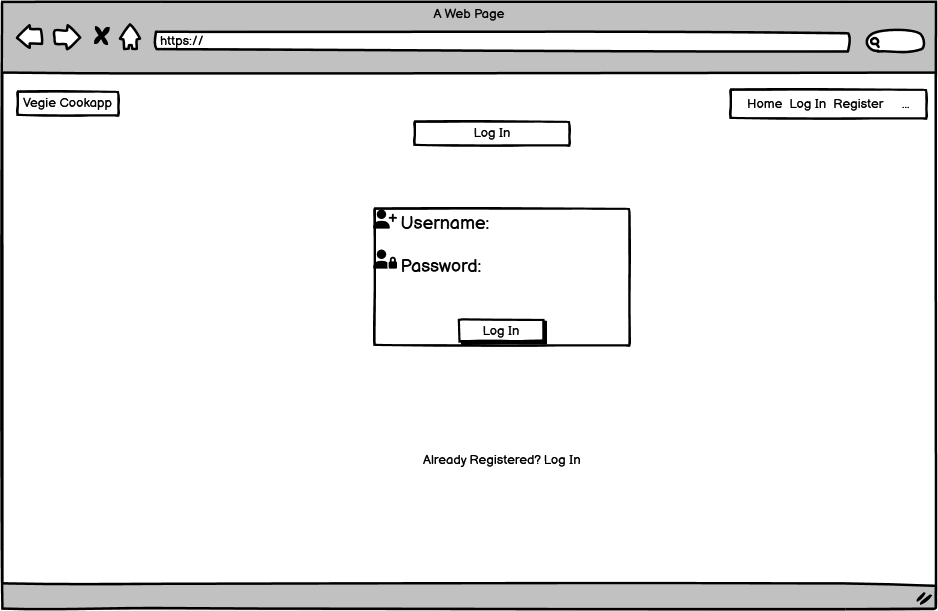 A Web Page
https://
Vegie Cookapp
Home Log In Register ...
Log In
Username:
Password:
Log In
Already Registered? Log In